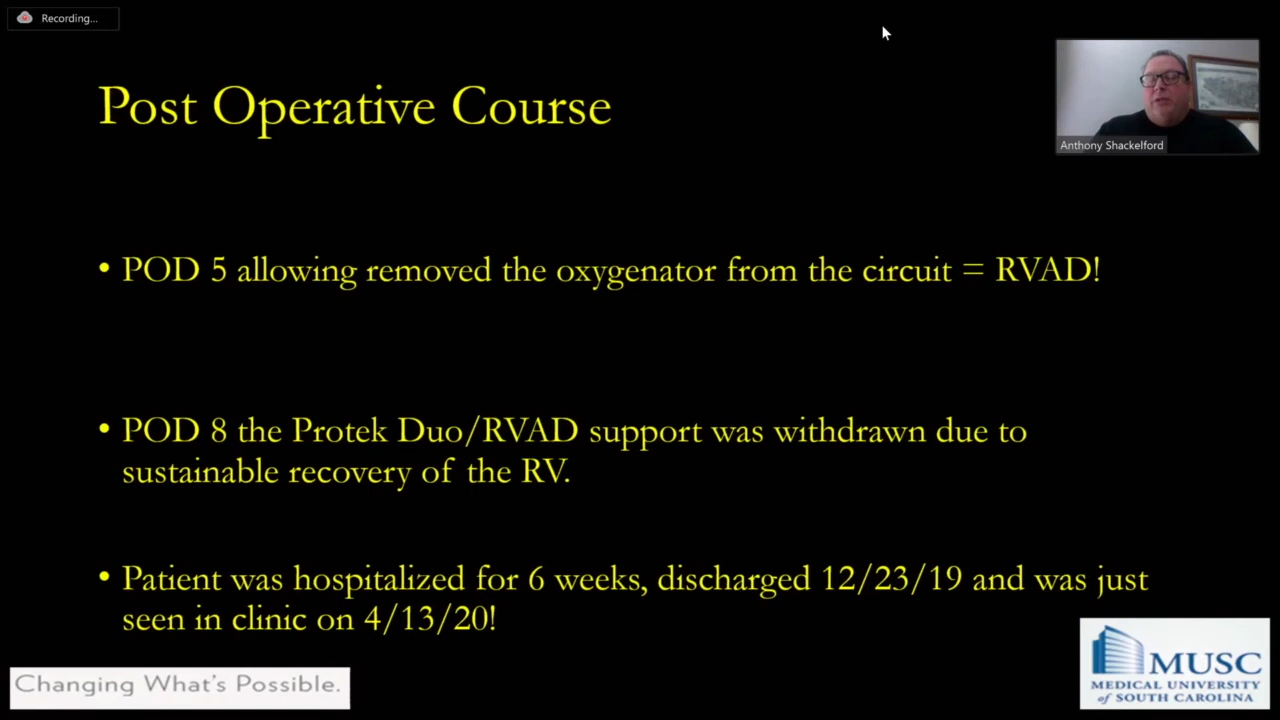 Recording...
Anthony Shackelford
Post Operative Course
• POD 5 allowing removed the oxygenator from the circuit = RVAD!
• POD 8 the Protek Duo/RVAD support was withdrawn due to
sustainable recovery of the RV.
• Patient was hospitalized for 6 weeks, discharged 12/23/19 and was just
seen in clinic on 4/13/20!
Changing What's Possible.
MUSC
MEDICAL UNIVERSITY
of SOUTH CAROLINA